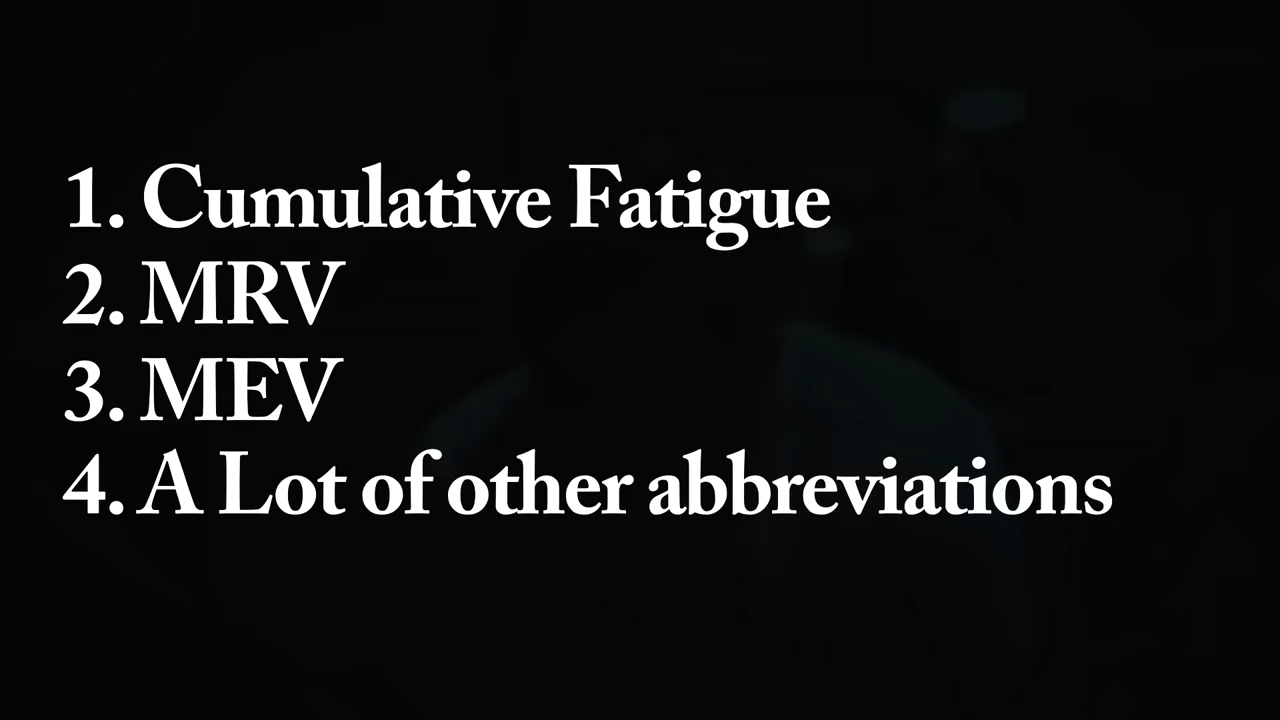 1. Cumulative Fatigue
2. MRV
3. MEV
4. A Lot of other abbreviations